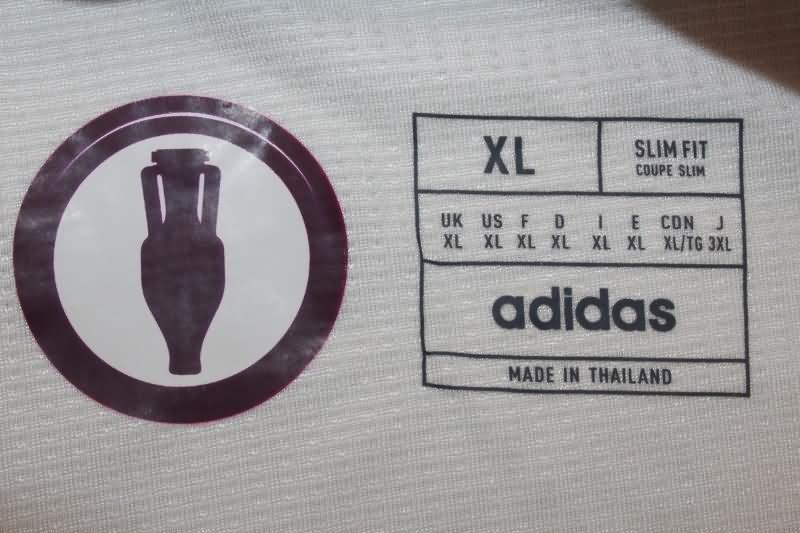 XL
SLIM FIT
COUPE SLIM
UK US F D I E CDN J
XL XL XL XL XL XL XL/TG 3XL
adidas
MADE IN THAILAND